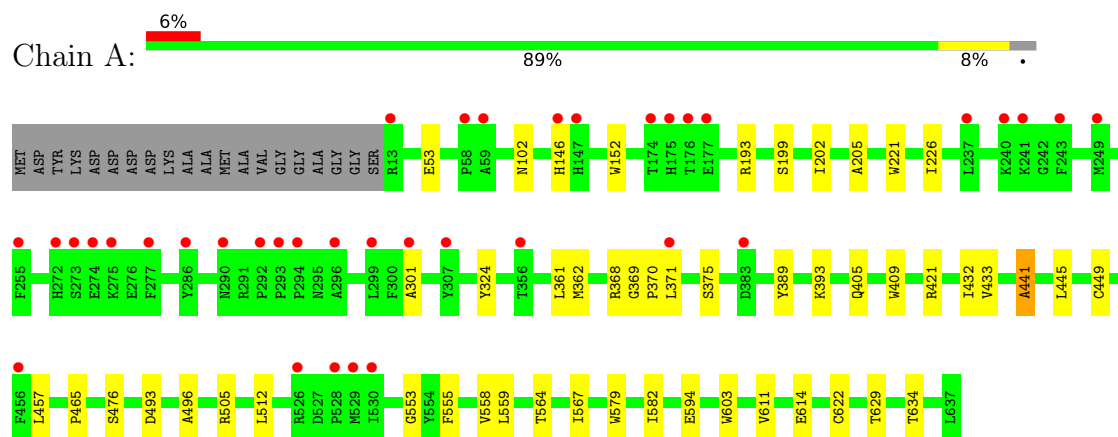 6%
Chain A:
89%
8%
•
MET ASP TYR LYS ASP ASP ASP ASP LYS ALA ALA MET ALA VAL GLY GLY ALA GLY GLY SER R13 E53 P58 A59 N102 H146 H147 W152 T174 H175 T176 E177 R193 S199 I202 A205 W221 I226 L237 K240 K241 G242 F243 M249
F255 H272 S273 E274 K275 E276 F277 Y286 N290 R291 P292 P293 P294 N295 A296 L299 F300 A301 Y307 Y324 T356 L361 M362 R368 G369 P370 L371 S375 D383 Y389 K393 Q405 W409 R421 I432 V433 A441 L445 C449
F456 L457 P465 S476 D493 A496 R505 L512 R526 D527 P528 M529 I530 G553 Y554 F555 V558 L559 T564 I567 W579 I582 E594 W603 V611 E614 C622 T629 T634 L637